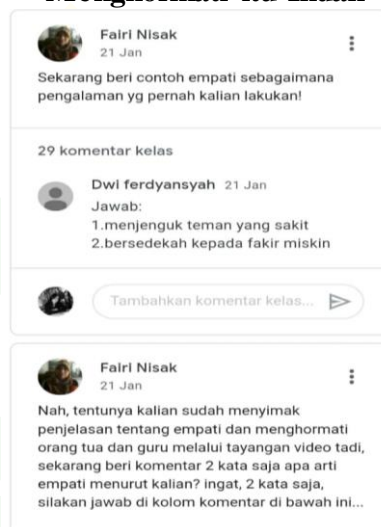 Fairi Nisak
21 Jan
Sekarang beri contoh empati sebagaimana
pengalaman yg pernah kalian lakukan!
29 komentar kelas
Dwi ferdyansyah 21 Jan
Jawab:
1.menjenguk teman yang sakit
2.bersedekah kepada fakir miskin
Tambahkan komentar kelas...
Fairi Nisak
21 Jan
Nah, tentunya kalian sudah menyimak
penjelasan tentang empati dan menghormati
orang tua dan guru melalui tayangan video tadi,
sekarang beri komentar 2 kata saja apa arti
empati menurut kalian? ingat, 2 kata saja,
silakan jawab di kolom komentar di bawah ini...